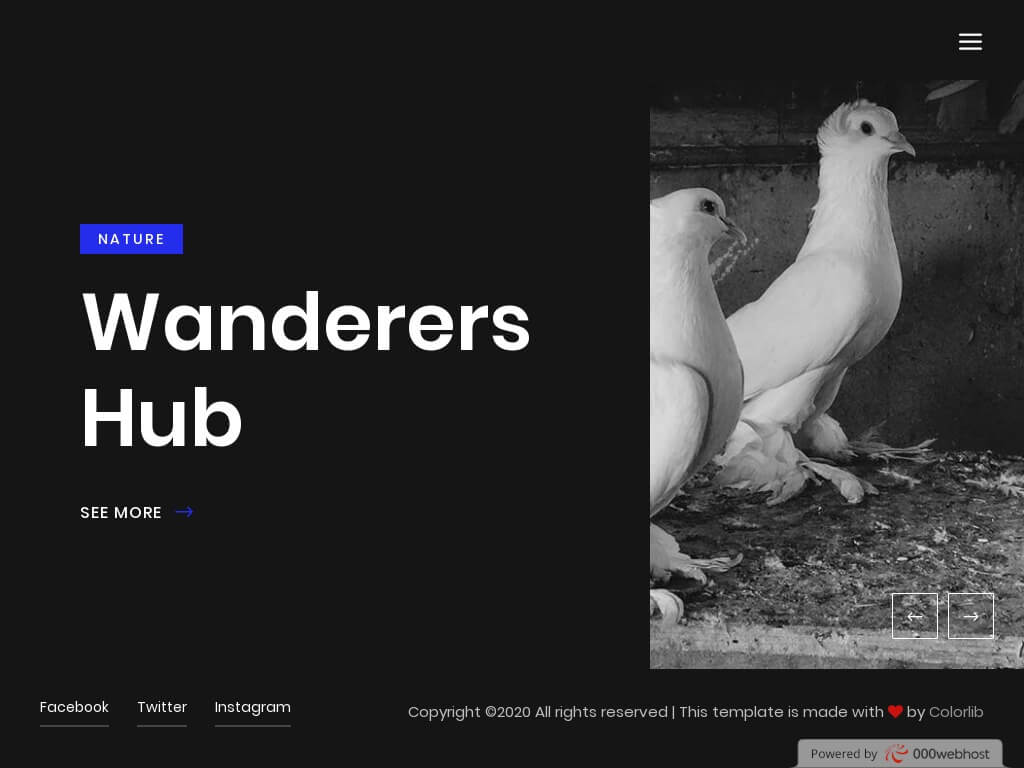 NATURE
Wanderers
Hub
SEE MORE →
← →
Facebook Twitter Instagram
Copyright ©2020 All rights reserved | This template is made with ❤ by Colorlib
Powered by 000webhost